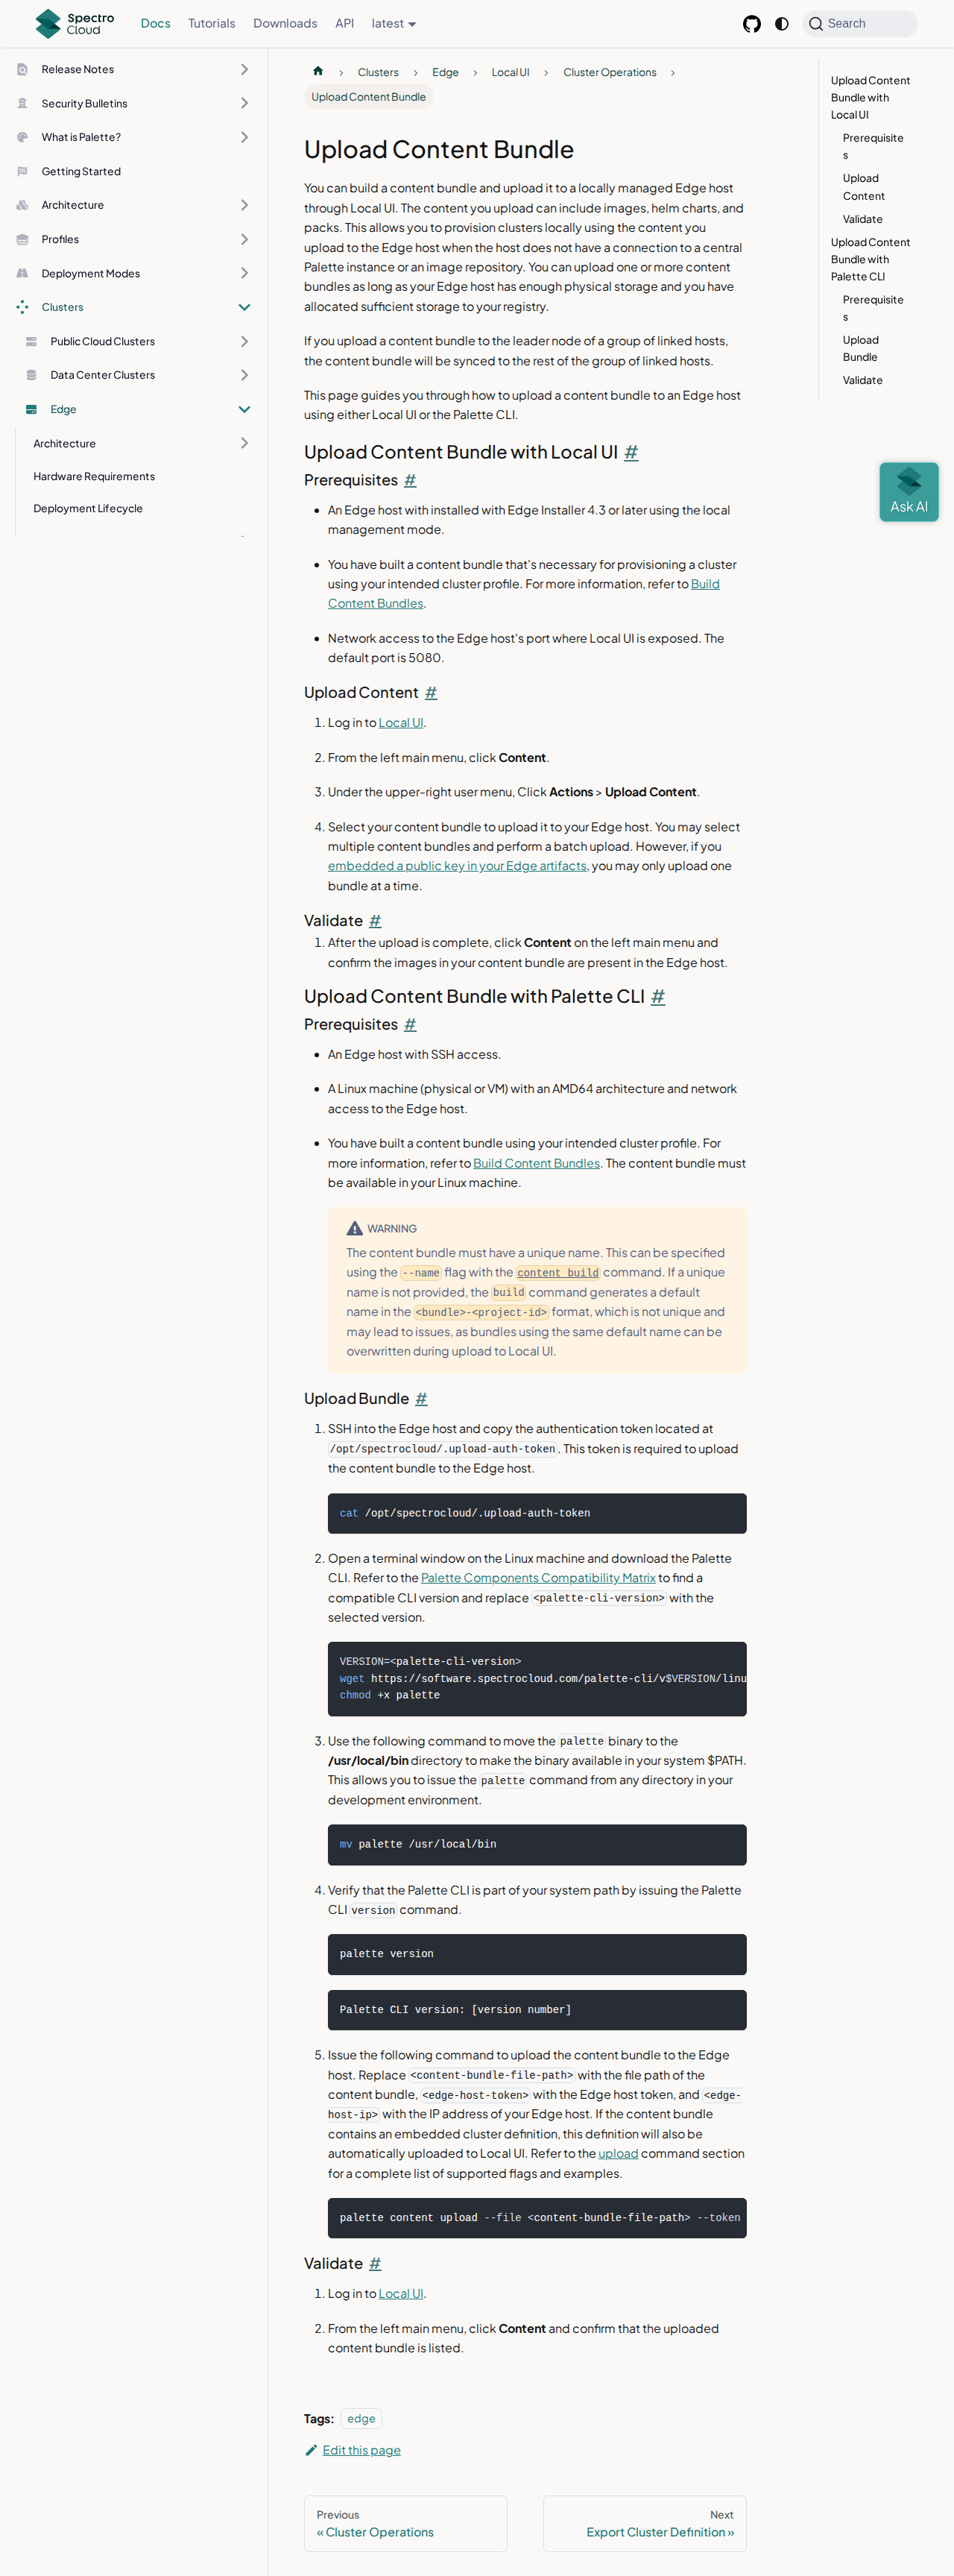 Spectro
Cloud
Docs
Tutorials
Downloads
API
latest
Search
Release Notes
Security Bulletins
What is Palette?
Getting Started
Architecture
Profiles
Deployment Modes
Clusters
Public Cloud Clusters
Data Center Clusters
Edge
Architecture
Hardware Requirements
Deployment Lifecycle
Clusters
Edge
Local UI
Cluster Operations
Upload Content Bundle
Upload Content Bundle
You can build a content bundle and upload it to a locally managed Edge host
through Local UI. The content you upload can include images, helm charts, and
packs. This allows you to provision clusters locally using the content you
upload to the Edge host when the host does not have a connection to a central
Palette instance or an image repository. You can upload one or more content
bundles as long as your Edge host has enough physical storage and you have
allocated sufficient storage to your registry.
If you upload a content bundle to the leader node of a group of linked hosts,
the content bundle will be synced to the rest of the group of linked hosts.
This page guides you through how to upload a content bundle to an Edge host
using either Local UI or the Palette CLI.
Upload Content Bundle with Local UI #
Prerequisites #
• An Edge host with installed with Edge Installer 4.3 or later using the local
management mode.
• You have built a content bundle that's necessary for provisioning a cluster
using your intended cluster profile. For more information, refer to Build
Content Bundles.
• Network access to the Edge host's port where Local UI is exposed. The
default port is 5080.
Upload Content #
1. Log in to Local UI.
2. From the left main menu, click Content.
3. Under the upper-right user menu, Click Actions > Upload Content.
4. Select your content bundle to upload it to your Edge host. You may select
multiple content bundles and perform a batch upload. However, if you
embedded a public key in your Edge artifacts, you may only upload one
bundle at a time.
Validate #
1. After the upload is complete, click Content on the left main menu and
confirm the images in your content bundle are present in the Edge host.
Upload Content Bundle with Palette CLI #
Prerequisites #
• An Edge host with SSH access.
• A Linux machine (physical or VM) with an AMD64 architecture and network
access to the Edge host.
• You have built a content bundle using your intended cluster profile. For
more information, refer to Build Content Bundles. The content bundle must
be available in your Linux machine.
WARNING
The content bundle must have a unique name. This can be specified
using the --name flag with the content build command. If a unique
name is not provided, the build command generates a default
name in the <bundle>-<project-id> format, which is not unique and
may lead to issues, as bundles using the same default name can be
overwritten during upload to Local UI.
Upload Bundle #
1. SSH into the Edge host and copy the authentication token located at
/opt/spectrocloud/.upload-auth-token. This token is required to upload
the content bundle to the Edge host.
cat /opt/spectrocloud/.upload-auth-token
2. Open a terminal window on the Linux machine and download the Palette
CLI. Refer to the Palette Components Compatibility Matrix to find a
compatible CLI version and replace <palette-cli-version> with the
selected version.
VERSION=<palette-cli-version>
wget https://software.spectrocloud.com/palette-cli/v$VERSION/linu
chmod +x palette
3. Use the following command to move the palette binary to the
/usr/local/bin directory to make the binary available in your system $PATH.
This allows you to issue the palette command from any directory in your
development environment.
mv palette /usr/local/bin
4. Verify that the Palette CLI is part of your system path by issuing the Palette
CLI version command.
palette version
Palette CLI version: [version number]
5. Issue the following command to upload the content bundle to the Edge
host. Replace <content-bundle-file-path> with the file path of the
content bundle, <edge-host-token> with the Edge host token, and <edge-
host-ip> with the IP address of your Edge host. If the content bundle
contains an embedded cluster definition, this definition will also be
automatically uploaded to Local UI. Refer to the upload command section
for a complete list of supported flags and examples.
palette content upload --file <content-bundle-file-path> --token
Validate #
1. Log in to Local UI.
2. From the left main menu, click Content and confirm that the uploaded
content bundle is listed.
Tags: edge
Edit this page
Previous
« Cluster Operations
Next
Export Cluster Definition »
Upload Content
Bundle with
Local UI
Prerequisite
s
Upload
Content
Validate
Upload Content
Bundle with
Palette CLI
Prerequisite
s
Upload
Bundle
Validate
Ask AI